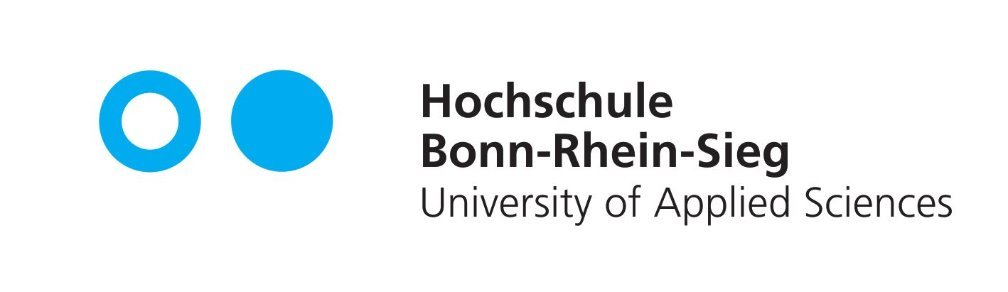 Hochschule
Bonn-Rhein-Sieg
University of Applied Sciences